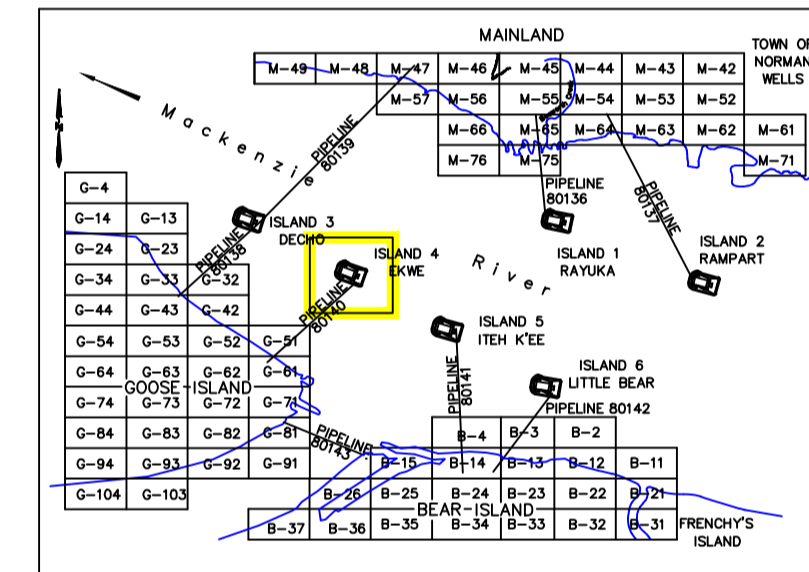 MAINLAND
TOWN OF
NORMAN
WELLS
M-49 M-48 M-47 M-46 M-45 M-44 M-43 M-42
M-57 M-56 M-55 M-54 M-53 M-52
M-66 M-65 M-64 M-63 M-62 M-61
M-76 M-75 M-71
Mackenzie
River
PIPELINE
80139
PIPELINE
80136
PIPELINE
80137
ISLAND 3
DECHO
PIPELINE
80138
ISLAND 4
EKWE
PIPELINE
80140
ISLAND 1
RAYUKA
ISLAND 2
RAMPART
ISLAND 5
ITEH K'EE
PIPELINE
80141
ISLAND 6
LITTLE BEAR
PIPELINE 80142
PIPELINE
80143
G-4
G-14 G-13
G-24 G-23
G-34 G-33 G-32
G-44 G-43 G-42
G-54 G-53 G-52 G-51
G-64 G-63 G-62 G-61
GOOSE ISLAND
G-74 G-73 G-72 G-71
G-84 G-83 G-82 G-81
G-94 G-93 G-92 G-91
G-104 G-103
B-4 B-3 B-2
B-15 B-14 B-13 B-12 B-11
B-26 B-25 B-24 B-23 B-22 B-21
BEAR ISLAND
B-37 B-36 B-35 B-34 B-33 B-32 B-31
FRENCHY'S
ISLAND